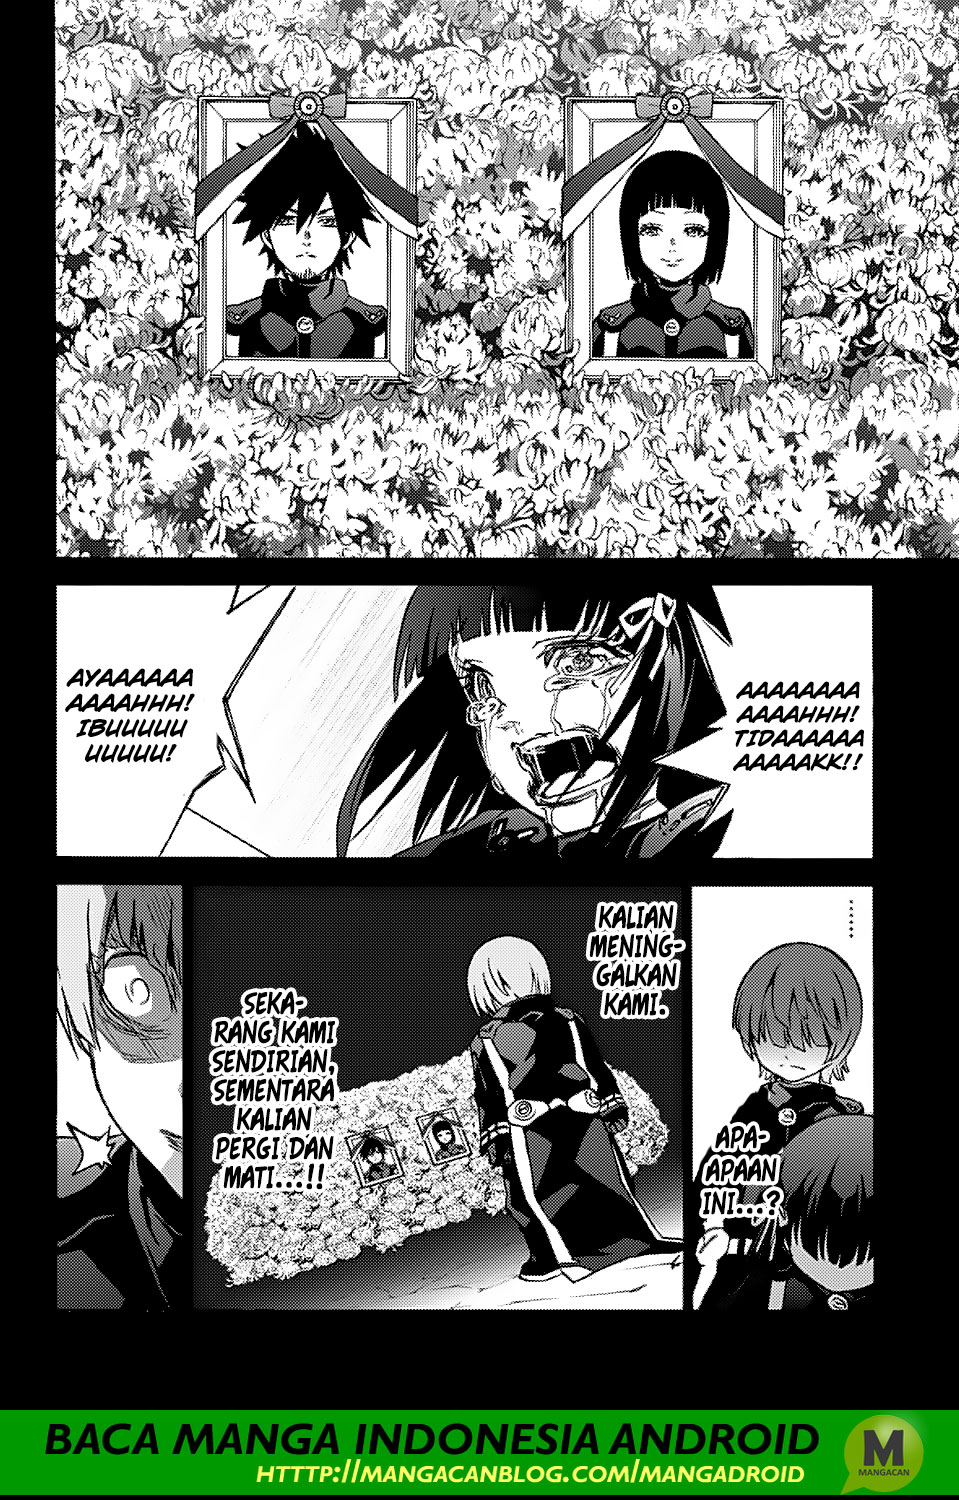 AAAAAAAA
AAAAHHH!
TIDAAAAAA
AAAAAKK!!
AYAAAAAA
AAAAAHHH!
IBUUUUU
UUUUU!
......
APA-
APAAN
INI...?
KALIAN
MENING-
GALKAN
KAMI.
SEKA-
RANG KAMI
SENDIRIAN,
SEMENTARA
KALIAN
PERGI DAN
MATI...!!
BACA MANGA INDONESIA ANDROID
HTTTP://MANGACANBLOG.COM/MANGADROID
M
MANGACAN